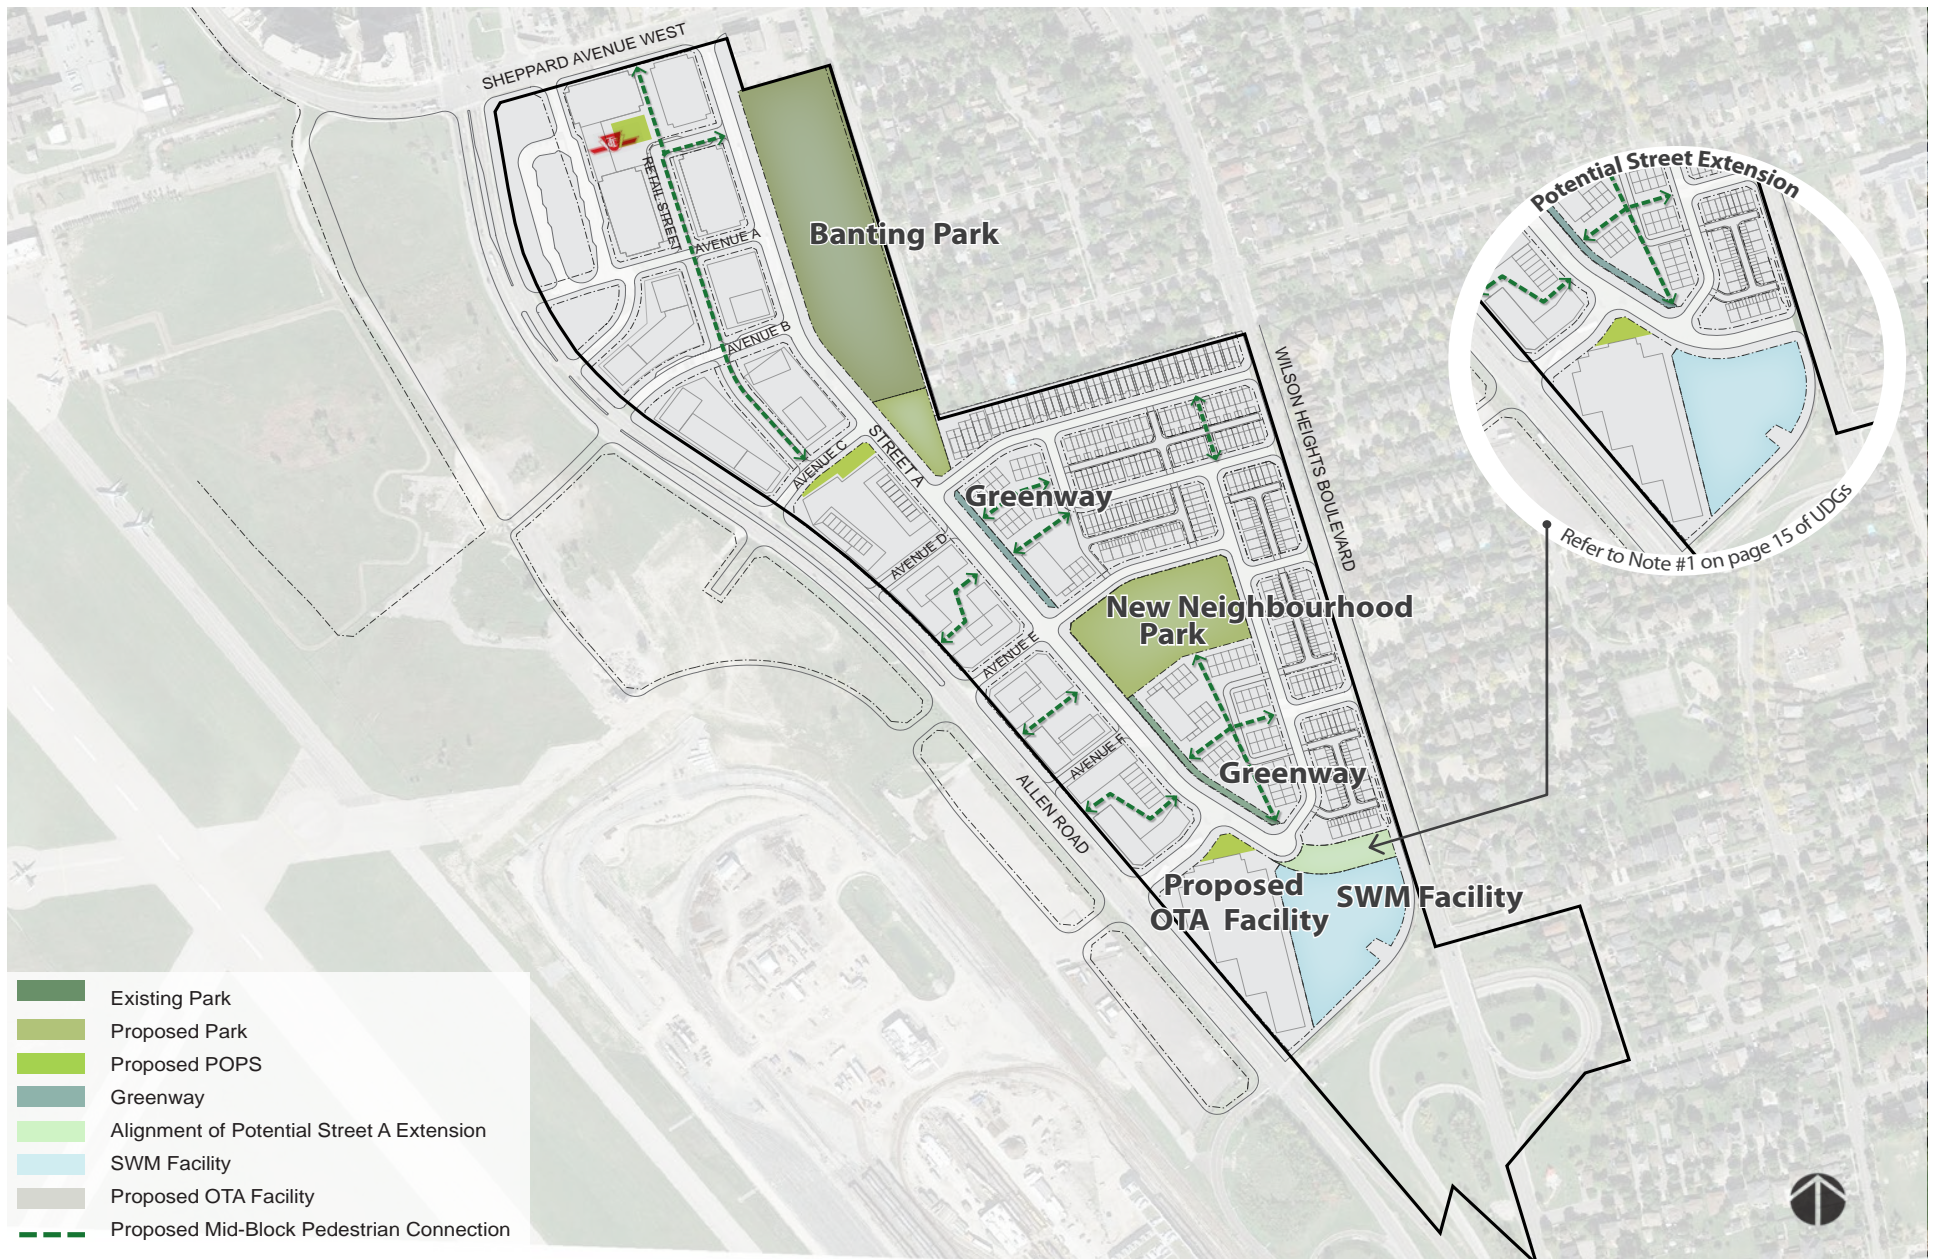 SHEPPARD AVENUE WEST
RETAIL STREET
AVENUE A
Banting Park
AVENUE B
AVENUE C
STREET A
Greenway
AVENUE D
WILSON HEIGHTS BOULEVARD
New Neighbourhood
Park
AVENUE E
AVENUE F
Greenway
ALLEN ROAD
Proposed
OTA Facility
SWM Facility
Potential Street Extension
Refer to Note #1 on page 15 of UDGs
Existing Park
Proposed Park
Proposed POPS
Greenway
Alignment of Potential Street A Extension
SWM Facility
Proposed OTA Facility
Proposed Mid-Block Pedestrian Connection